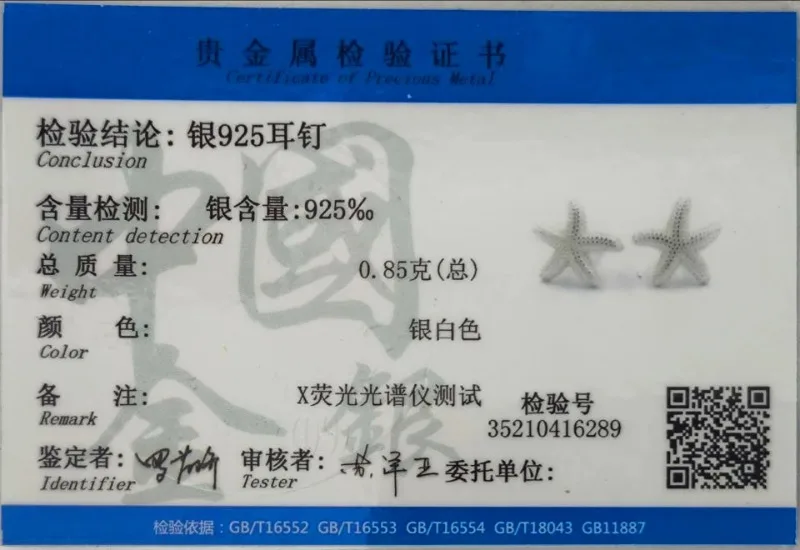 贵金属检验证书
Certificate of Precious Metal
检验结论: 银925耳钉
Conclusion
含量检测: 银含量:925‰
Content detection
总质量: 0.85克(总)
Weight
颜色: 银白色
Color
备注: X荧光光谱仪测试
Remark
检验号
35210416289
鉴定者: 审核者: 委托单位:
Identifier Tester
中國
金銀
检验依据: GB/T16552 GB/T16553 GB/T16554 GB/T18043 GB11887